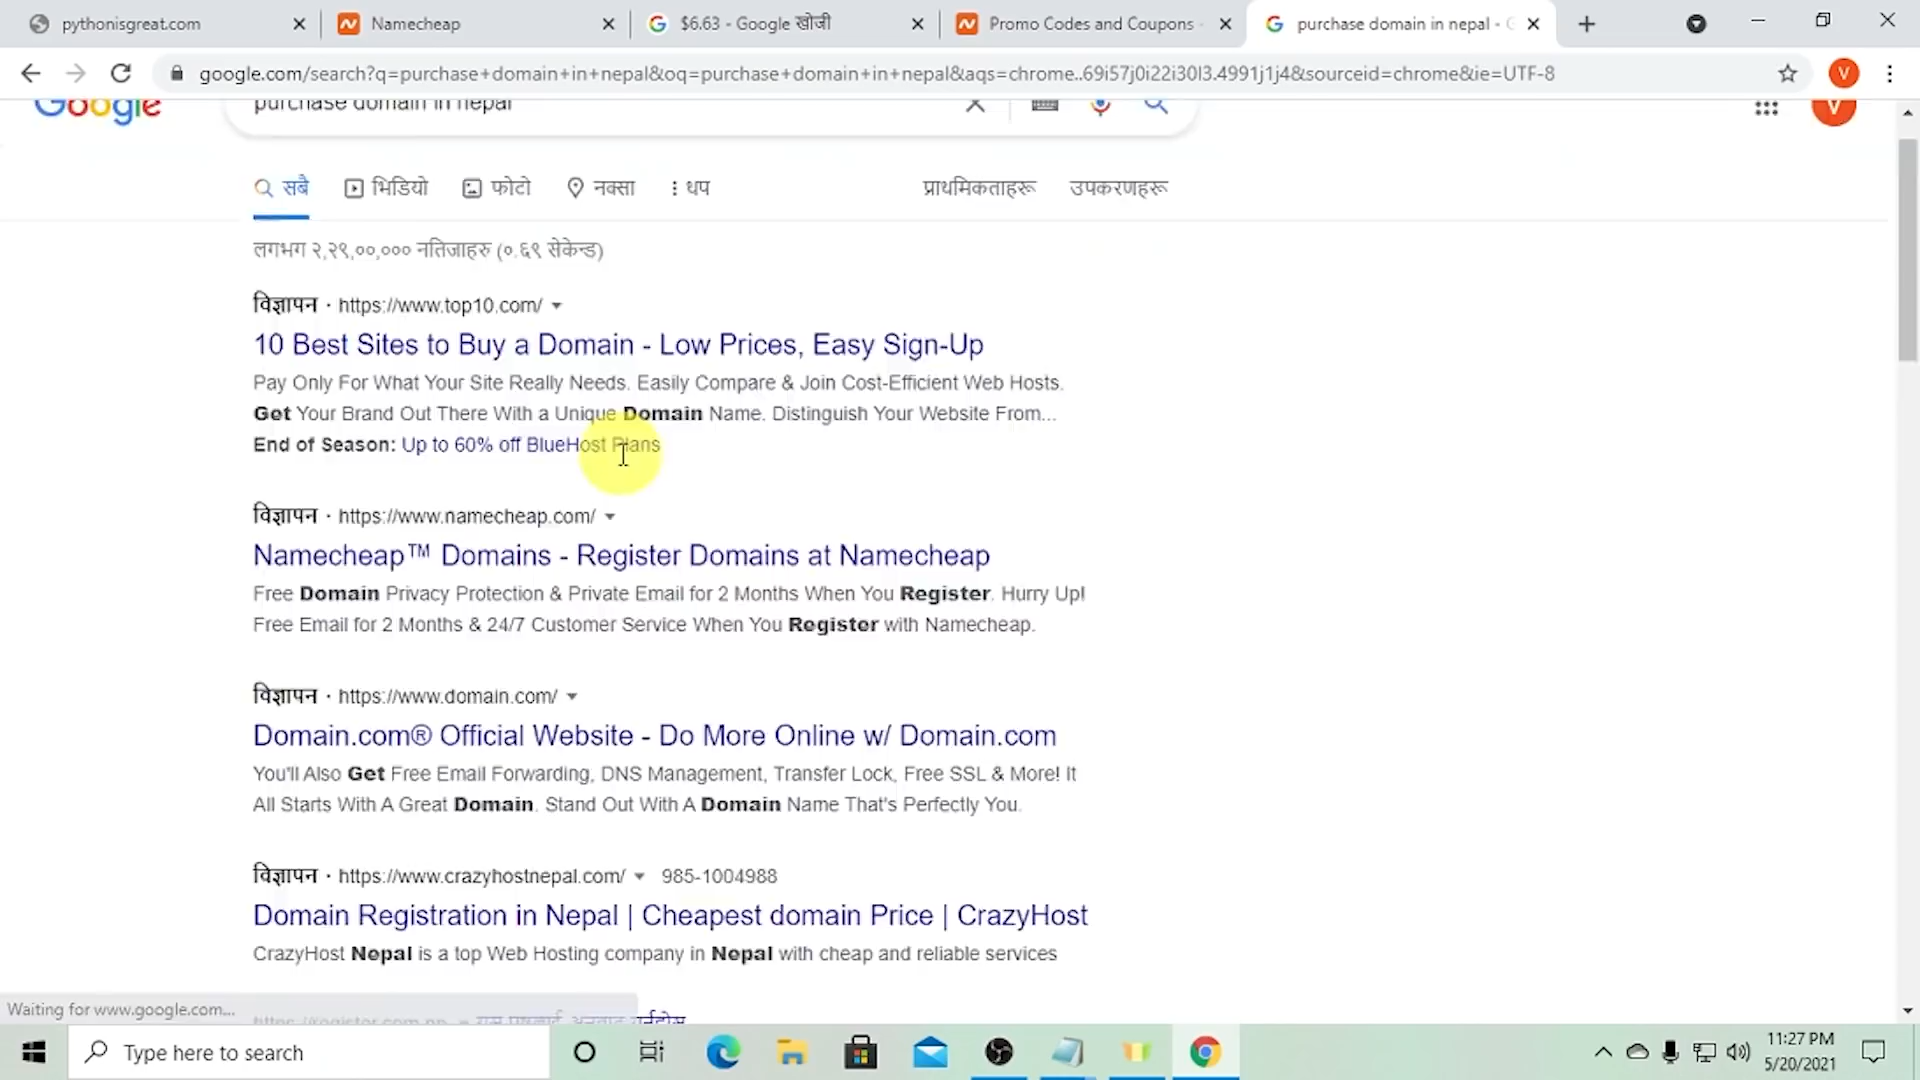 pythonisgreat.com
Namecheap
$6.63 - Google खोजी
Promo Codes and Coupons
purchase domain in nepal - G
google.com/search?q=purchase+domain+in+nepal&oq=purchase+domain+in+nepal&aqs=chrome..69i57j0i22i30l3.4991j1j4&sourceid=chrome&ie=UTF-8
V
Google
purchase domain in nepal
V
सबै
भिडियो
फोटो
नक्सा
थप
प्राथमिकताहरू
उपकरणहरू
लगभग २,२९,००,००० नतिजाहरु (०.६९ सेकेन्ड)
विज्ञापन · https://www.top10.com/
10 Best Sites to Buy a Domain - Low Prices, Easy Sign-Up
Pay Only For What Your Site Really Needs. Easily Compare & Join Cost-Efficient Web Hosts.
Get Your Brand Out There With a Unique Domain Name. Distinguish Your Website From...
End of Season: Up to 60% off BlueHost Plans
विज्ञापन · https://www.namecheap.com/
Namecheap™ Domains - Register Domains at Namecheap
Free Domain Privacy Protection & Private Email for 2 Months When You Register. Hurry Up!
Free Email for 2 Months & 24/7 Customer Service When You Register with Namecheap.
विज्ञापन · https://www.domain.com/
Domain.com® Official Website - Do More Online w/ Domain.com
You'll Also Get Free Email Forwarding, DNS Management, Transfer Lock, Free SSL & More! It
All Starts With A Great Domain. Stand Out With A Domain Name That's Perfectly You.
विज्ञापन · https://www.crazyhostnepal.com/ 985-1004988
Domain Registration in Nepal | Cheapest domain Price | CrazyHost
CrazyHost Nepal is a top Web Hosting company in Nepal with cheap and reliable services
Waiting for www.google.com...
Type here to search
11:27 PM
5/20/2021